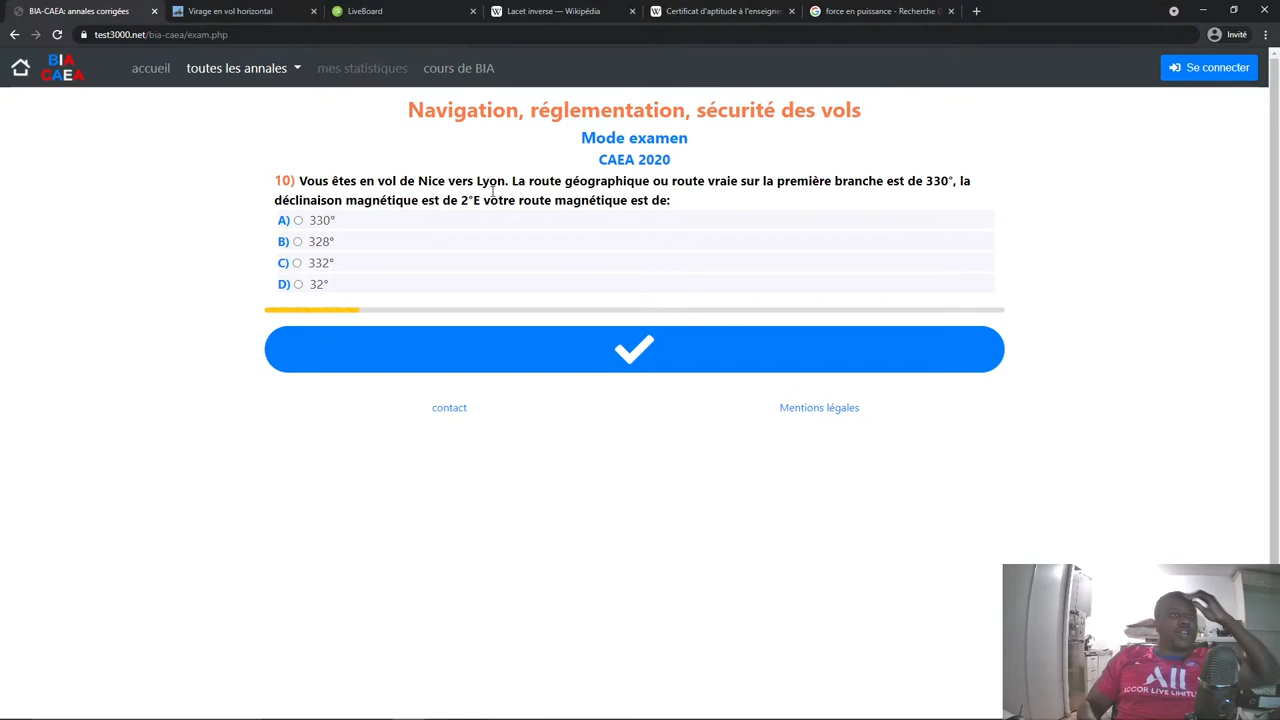 BIA-CAEA: annales corrigées
Virage en vol horizontal
LiveBoard
Lacet inverse — Wikipédia
Certificat d'aptitude à l'enseigne
force en puissance - Recherche
test3000.net/bia-caea/exam.php
Invité
BIA
CAEA
accueil
toutes les annales
mes statistiques
cours de BIA
Se connecter
Navigation, réglementation, sécurité des vols
Mode examen
CAEA 2020
10) Vous êtes en vol de Nice vers Lyon. La route géographique ou route vraie sur la première branche est de 330°, la
déclinaison magnétique est de 2°E votre route magnétique est de:
A) 330°
B) 328°
C) 332°
D) 32°
contact
Mentions légales
ALL
ACCOR LIVE LIMITLESS